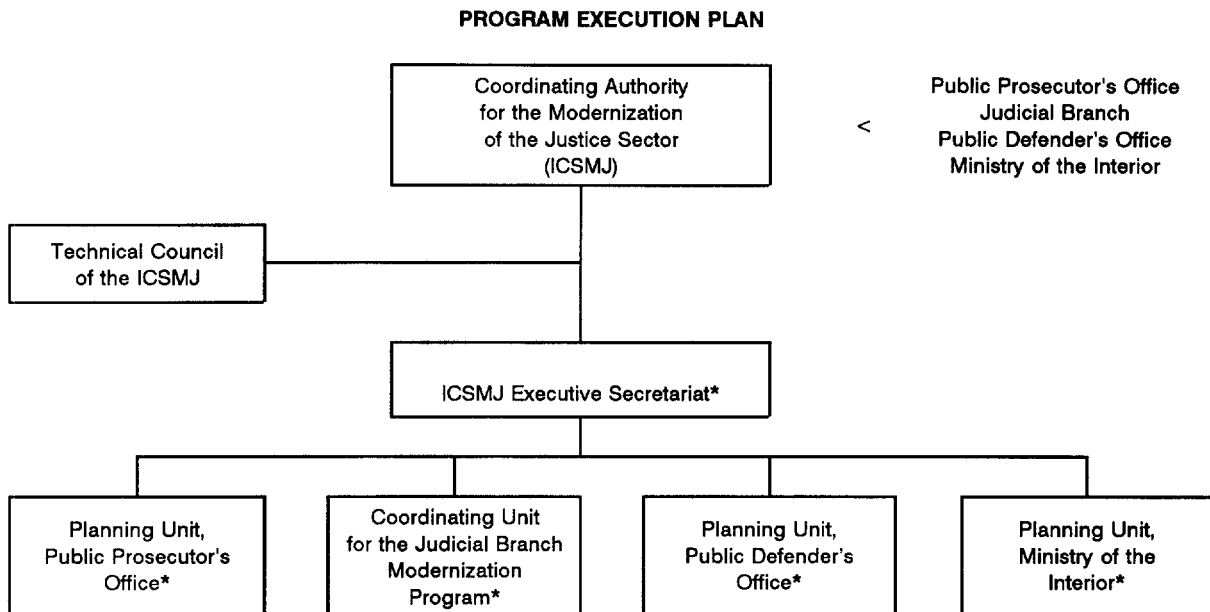 PROGRAM EXECUTION PLAN
Coordinating Authority
for the Modernization
of the Justice Sector
(ICSMJ)
<
Public Prosecutor's Office
Judicial Branch
Public Defender's Office
Ministry of the Interior
Technical Council
of the ICSMJ
ICSMJ Executive Secretariat*
Planning Unit,
Public Prosecutor's
Office*
Coordinating Unit
for the Judicial Branch
Modernization
Program*
Planning Unit,
Public Defender's
Office*
Planning Unit,
Ministry of the
Interior*